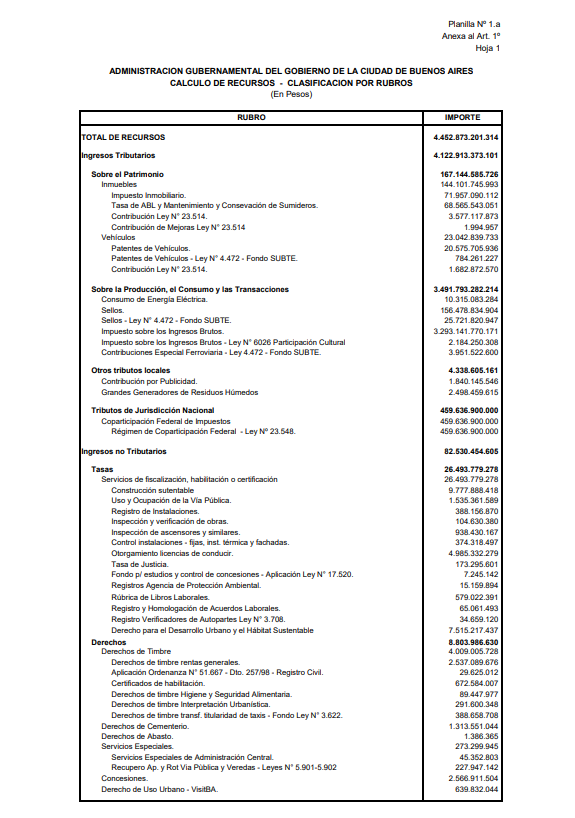 Planilla Nº 1.a
Anexa al Art. 1º
Hoja 1
ADMINISTRACION GUBERNAMENTAL DEL GOBIERNO DE LA CIUDAD DE BUENOS AIRES
CALCULO DE RECURSOS - CLASIFICACION POR RUBROS
(En Pesos)
RUBRO IMPORTE
TOTAL DE RECURSOS 4.452.873.201.314
Ingresos Tributarios 4.122.913.373.101
Sobre el Patrimonio 167.144.585.726
Inmuebles 144.101.745.993
Impuesto Inmobiliario. 71.957.090.112
Tasa de ABL y Mantenimiento y Consevación de Sumideros. 68.565.543.051
Contribución Ley N° 23.514. 3.577.117.873
Contribución de Mejoras Ley N° 23.514 1.994.957
Vehículos 23.042.839.733
Patentes de Vehículos. 20.575.705.936
Patentes de Vehículos - Ley N° 4.472 - Fondo SUBTE. 784.261.227
Contribución Ley N° 23.514. 1.682.872.570
Sobre la Producción, el Consumo y las Transacciones 3.491.793.282.214
Consumo de Energía Eléctrica. 10.315.083.284
Sellos. 156.478.834.904
Sellos - Ley N° 4.472 - Fondo SUBTE. 25.721.820.947
Impuesto sobre los Ingresos Brutos. 3.293.141.770.171
Impuesto sobre los Ingresos Brutos - Ley N° 6026 Participación Cultural 2.184.250.308
Contribuciones Especial Ferroviaria - Ley 4.472 - Fondo SUBTE. 3.951.522.600
Otros tributos locales 4.338.605.161
Contribución por Publicidad. 1.840.145.546
Grandes Generadores de Residuos Húmedos 2.498.459.615
Tributos de Jurisdicción Nacional 459.636.900.000
Coparticipación Federal de Impuestos 459.636.900.000
Régimen de Coparticipación Federal - Ley Nº 23.548. 459.636.900.000
Ingresos no Tributarios 82.530.454.605
Tasas 26.493.779.278
Servicios de fiscalización, habilitación o certificación 26.493.779.278
Construcción sutentable 9.777.888.418
Uso y Ocupación de la Vía Pública. 1.535.361.589
Registro de Instalaciones. 388.156.870
Inspección y verificación de obras. 104.630.380
Inspección de ascensores y similares. 938.430.167
Control instalaciones - fijas, inst. térmica y fachadas. 374.318.497
Otorgamiento licencias de conducir. 4.985.332.279
Tasa de Justicia. 173.295.601
Fondo p/ estudios y control de concesiones - Aplicación Ley N° 17.520. 7.245.142
Registros Agencia de Protección Ambiental. 15.159.894
Rúbrica de Libros Laborales. 579.022.391
Registro y Homologación de Acuerdos Laborales. 65.061.493
Registro Verificadores de Autopartes Ley N° 3.708. 34.659.120
Derecho para el Desarrollo Urbano y el Hábitat Sustentable 7.515.217.437
Derechos 8.803.986.630
Derechos de Timbre 4.009.005.728
Derechos de timbre rentas generales. 2.537.089.676
Aplicación Ordenanza N° 51.667 - Dto. 257/98 - Registro Civil. 29.625.012
Certificados de habilitación. 672.584.007
Derechos de timbre Higiene y Seguridad Alimentaria. 89.447.977
Derechos de timbre Interpretación Urbanística. 291.600.348
Derechos de timbre transf. titularidad de taxis - Fondo Ley N° 3.622. 388.658.708
Derechos de Cementerio. 1.313.551.044
Derechos de Abasto. 1.386.365
Servicios Especiales. 273.299.945
Servicios Especiales de Administración Central. 45.352.803
Recupero Ap. y Rot Vía Pública y Veredas - Leyes N° 5.901-5.902 227.947.142
Concesiones. 2.566.911.504
Derecho de Uso Urbano - VisitBA. 639.832.044